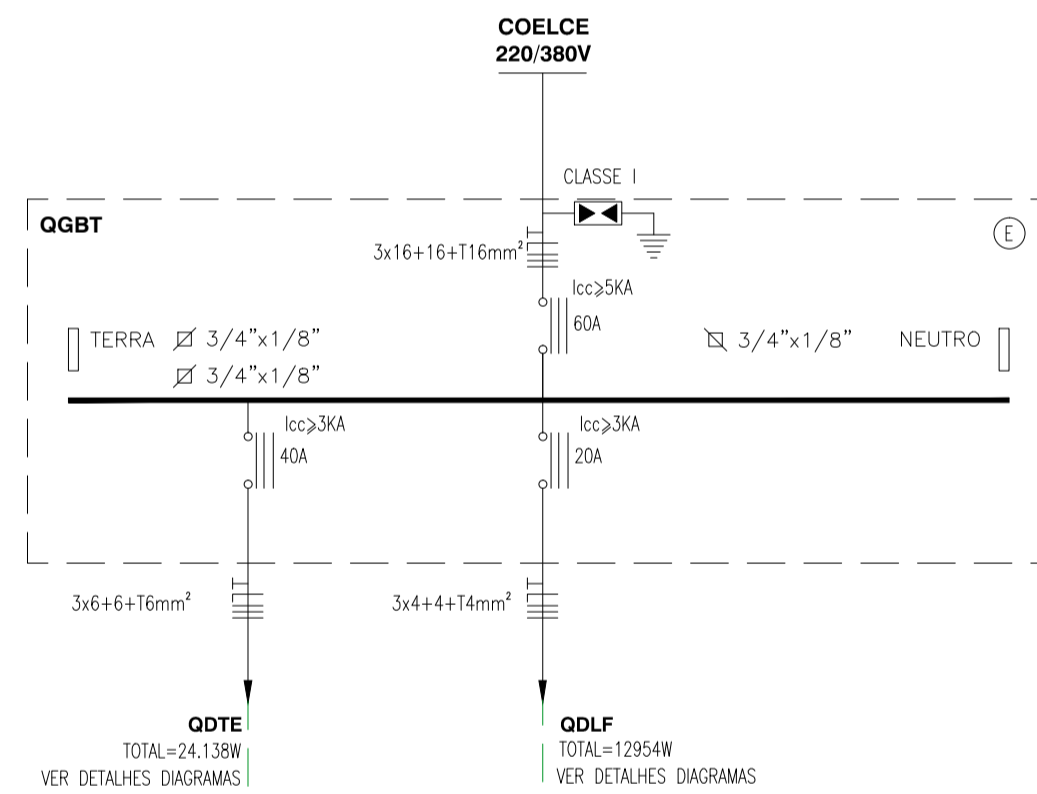 COELCE
220/380V
CLASSE I
QGBT
E
3x16+16+T16mm²
Icc⩾5KA
60A
TERRA 3/4"x1/8"
3/4"x1/8"
3/4"x1/8" NEUTRO
Icc⩾3KA
40A
Icc⩾3KA
20A
3x6+6+T6mm²
3x4+4+T4mm²
QDTE
TOTAL=24.138W
VER DETALHES DIAGRAMAS
QDLF
TOTAL=12954W
VER DETALHES DIAGRAMAS